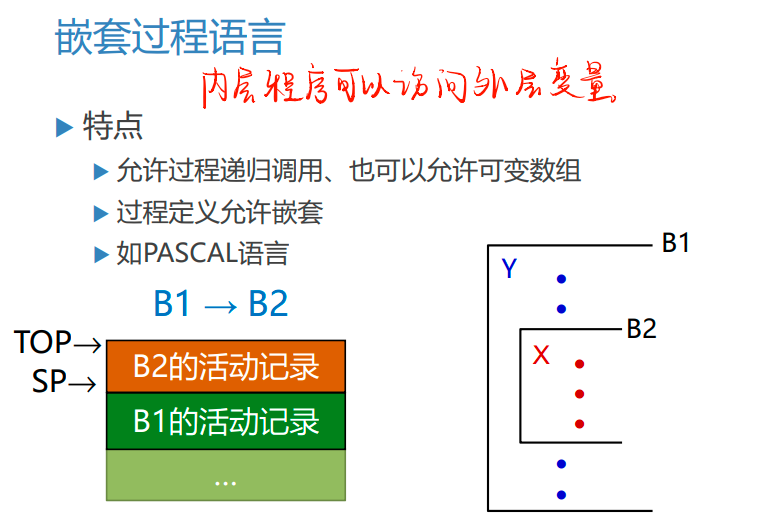 嵌套过程语言
内层程序可以访问外层变量。
特点
允许过程递归调用、也可以允许可变数组
过程定义允许嵌套
如PASCAL语言
B1 → B2
TOP→
SP→
B2的活动记录
B1的活动记录
...
B1
Y
B2
X